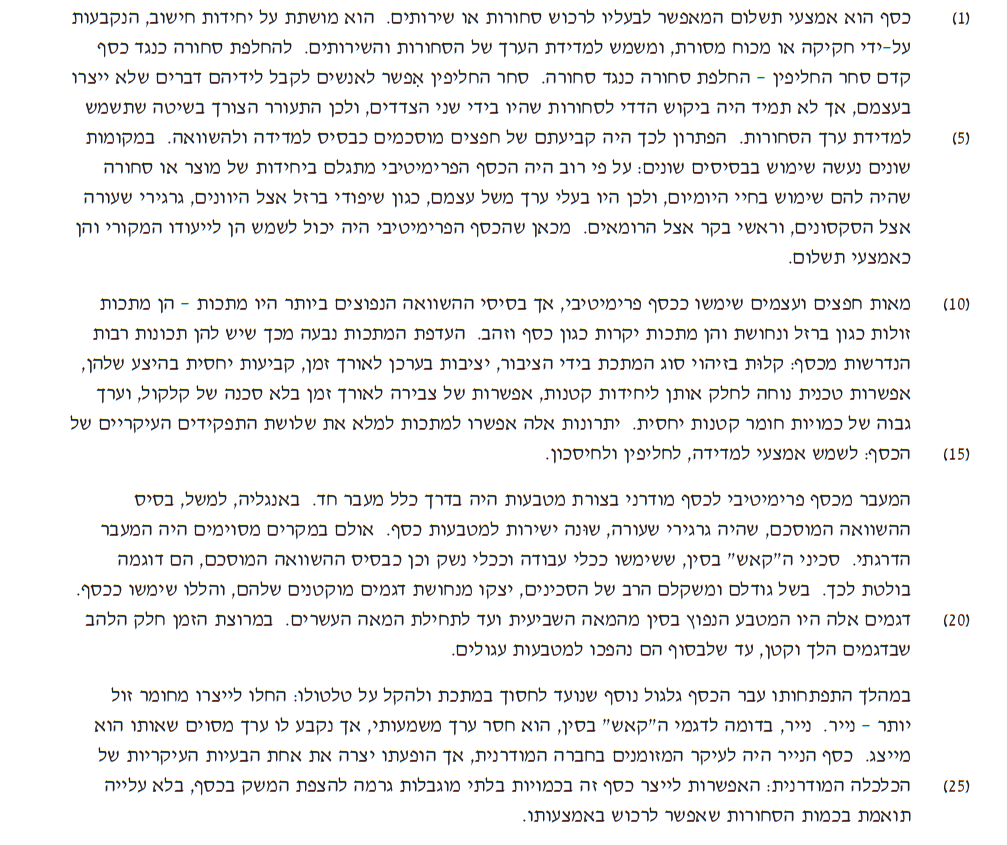 (1) כסף הוא אמצעי תשלום המאפשר לבעליו לרכוש סחורות או שירותים. הוא מושתת על יחידות חישוב, הנקבעות
על-ידי חקיקה או מכוח מסורת, ומשמש למדידת הערך של הסחורות והשירותים. להחלפת סחורה כנגד כסף
קדם סחר החליפין – החלפת סחורה כנגד סחורה. סחר החליפין אִפשר לאנשים לקבל לידיהם דברים שלא ייצרו
בעצמם, אך לא תמיד היה ביקוש הדדי לסחורות שהיו בידי שני הצדדים, ולכן התעורר הצורך בשיטה שתשמש
(5) למדידת ערך הסחורות. הפתרון לכך היה קביעתם של חפצים מוסכמים כבסיס למדידה ולהשוואה. במקומות
שונים נעשה שימוש בבסיסים שונים: על פי רוב היה הכסף הפרימיטיבי מתגלם ביחידות של מוצר או סחורה
שהיה להם שימוש בחיי היומיום, ולכן היו בעלי ערך משל עצמם, כגון שיפודי ברזל אצל היוונים, גרגירי שעורה
אצל הסקסונים, וראשי בקר אצל הרומאים. מכאן שהכסף הפרימיטיבי היה יכול לשמש הן לייעודו המקורי והן
כאמצעי תשלום.
(10) מאות חפצים ועצמים שימשו ככסף פרימיטיבי, אך בסיסי ההשוואה הנפוצים ביותר היו מתכות – הן מתכות
זולות כגון ברזל ונחושת והן מתכות יקרות כגון כסף וזהב. העדפת המתכות נבעה מכך שיש להן תכונות רבות
הנדרשות מכסף: קלוּת בזיהוי סוג המתכת בידי הציבור, יציבות בערכן לאורך זמן, קביעות יחסית בהיצע שלהן,
אפשרות טכנית נוחה לחלק אותן ליחידות קטנות, אפשרות של צבירה לאורך זמן בלא סכנה של קלקול, וערך
גבוה של כמויות חומר קטנות יחסית. יתרונות אלה אפשרו למתכות למלא את שלושת התפקידים העיקריים של
(15) הכסף: לשמש אמצעי למדידה, לחליפין ולחיסכון.
המעבר מכסף פרימיטיבי לכסף מודרני בצורת מטבעות היה בדרך כלל מעבר חד. באנגליה, למשל, בסיס
ההשוואה המוסכם, שהיה גרגירי שעורה, שוּנה ישירות למטבעות כסף. אולם במקרים מסוימים היה המעבר
הדרגתי. סכיני ה"קאש" בסין, ששימשו ככלי עבודה וככלי נשק וכן כבסיס ההשוואה המוסכם, הם דוגמה
בולטת לכך. בשל גודלם ומשקלם הרב של הסכינים, יצקו מנחושת דגמים מוקטנים שלהם, והללו שימשו ככסף.
(20) דגמים אלה היו המטבע הנפוץ בסין מהמאה השביעית ועד לתחילת המאה העשרים. במרוצת הזמן חלק הלהב
שבדגמים הלך וקטן, עד שלבסוף הם נהפכו למטבעות עגולים.
במהלך התפתחותו עבר הכסף גלגול נוסף שנועד לחסוך במתכת ולהקל על טלטולו: החלו לייצרו מחומר זול
יותר – נייר. נייר, בדומה לדגמי ה"קאש" בסין, הוא חסר ערך משמעותי, אך נקבע לו ערך מסוים שאותו הוא
מייצג. כסף הנייר היה לעיקר המזומנים בחברה המודרנית, אך הופעתו יצרה את אחת הבעיות העיקריות של
(25) הכלכלה המודרנית: האפשרות לייצר כסף זה בכמויות בלתי מוגבלות גרמה להצפת המשק בכסף, בלא עלייה
תואמת בכמות הסחורות שאפשר לרכוש באמצעותו.